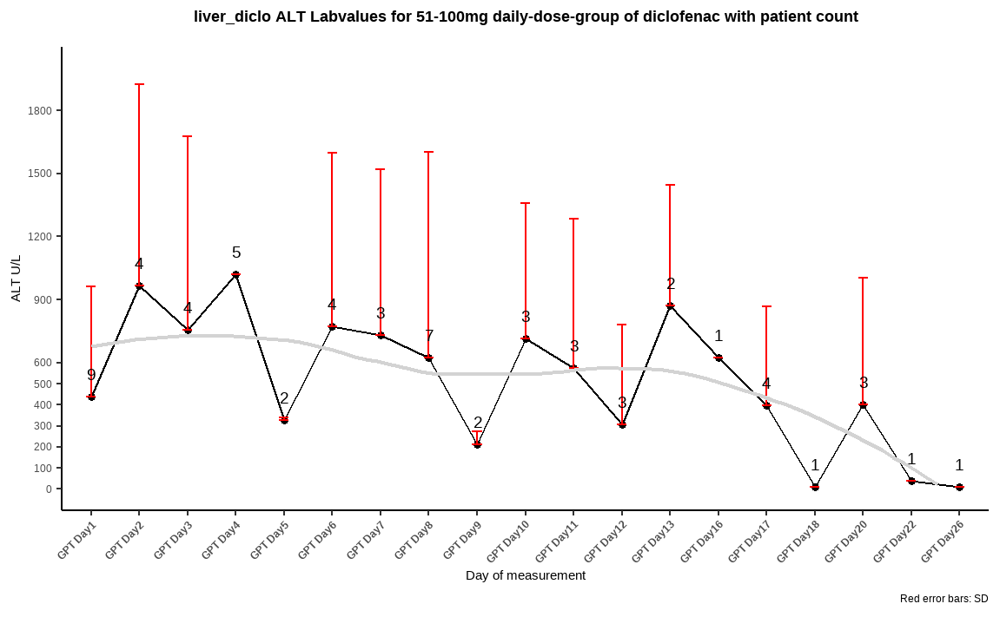 liver_diclo ALT Labvalues for 51-100mg daily-dose-group of diclofenac with patient count
ALT U/L
1800
1500
1200
900
600
500
400
300
200
100
0
9
4
4
5
2
4
3
7
2
3
3
3
2
1
4
1
3
1
1
GPT Day1
GPT Day2
GPT Day3
GPT Day4
GPT Day5
GPT Day6
GPT Day7
GPT Day8
GPT Day9
GPT Day10
GPT Day11
GPT Day12
GPT Day13
GPT Day16
GPT Day17
GPT Day18
GPT Day20
GPT Day22
GPT Day26
Day of measurement
Red error bars: SD